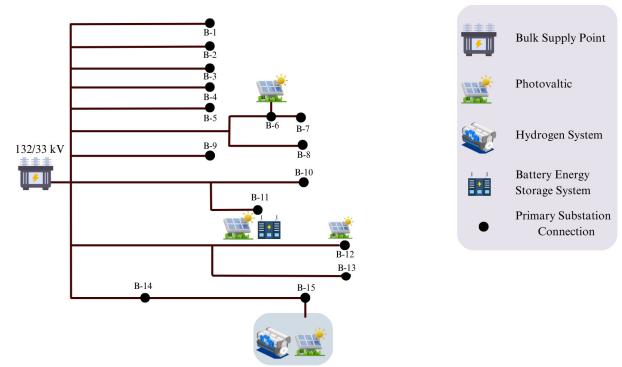 B-1
B-2
B-3
B-4
B-5
B-6
B-7
B-8
132/33 kV
B-9
B-10
B-11
B-12
B-13
B-14
B-15
Bulk Supply Point
Photovaltic
Hydrogen System
Battery Energy
Storage System
Primary Substation
Connection